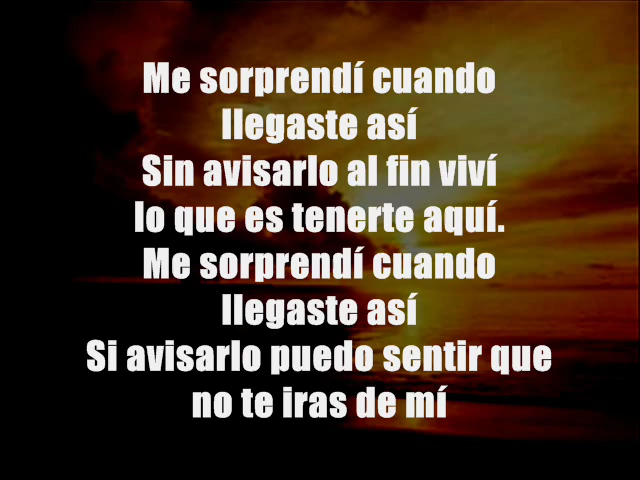 Me sorprendí cuando
llegaste así
Sin avisarlo al fin viví
lo que es tenerte aquí.
Me sorprendí cuando
llegaste así
Si avisarlo puedo sentir que
no te iras de mí